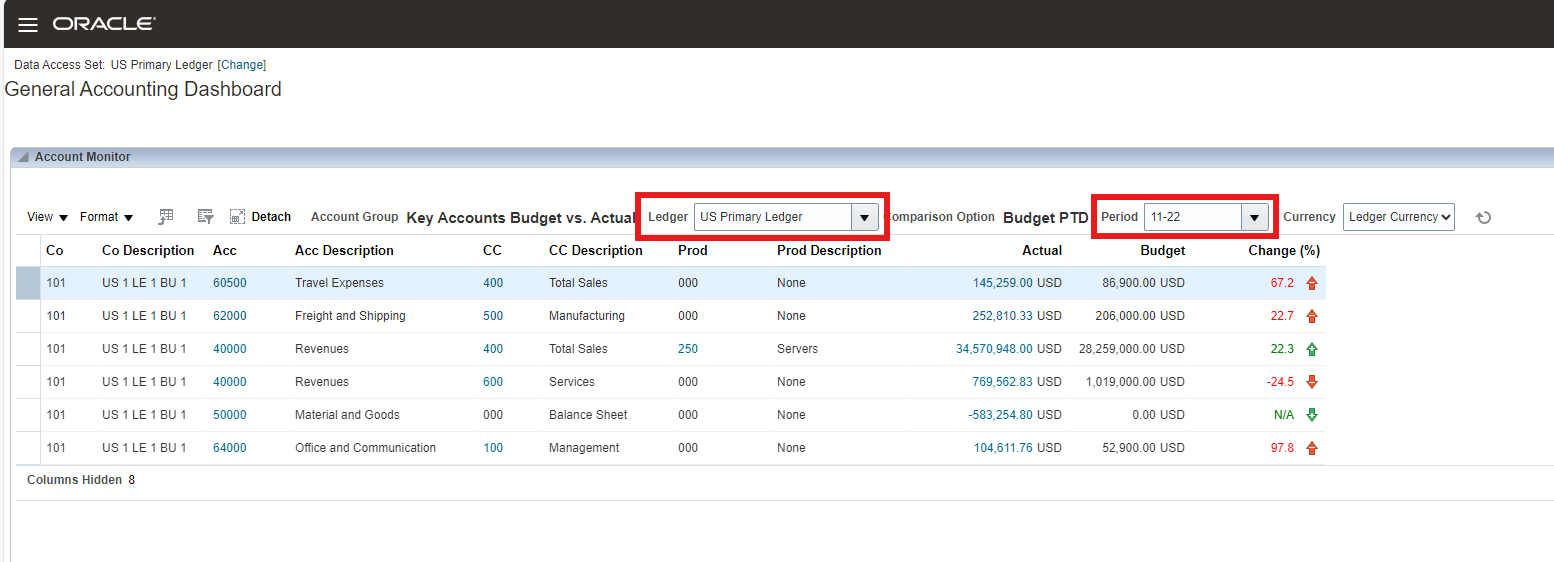 ORACLE
Data Access Set: US Primary Ledger [Change]
General Accounting Dashboard
Account Monitor
View Format Detach Account Group Key Accounts Budget vs. Actual Ledger US Primary Ledger Comparison Option Budget PTD Period 11-22 Currency Ledger Currency
Co Co Description Acc Acc Description CC CC Description Prod Prod Description Actual Budget Change (%)
101 US 1 LE 1 BU 1 60500 Travel Expenses 400 Total Sales 000 None 145,259.00 USD 86,900.00 USD 67.2
101 US 1 LE 1 BU 1 62000 Freight and Shipping 500 Manufacturing 000 None 252,810.33 USD 206,000.00 USD 22.7
101 US 1 LE 1 BU 1 40000 Revenues 400 Total Sales 250 Servers 34,570,948.00 USD 28,259,000.00 USD 22.3
101 US 1 LE 1 BU 1 40000 Revenues 600 Services 000 None 769,562.83 USD 1,019,000.00 USD -24.5
101 US 1 LE 1 BU 1 50000 Material and Goods 000 Balance Sheet 000 None -583,254.80 USD 0.00 USD N/A
101 US 1 LE 1 BU 1 64000 Office and Communication 100 Management 000 None 104,611.76 USD 52,900.00 USD 97.8
Columns Hidden 8